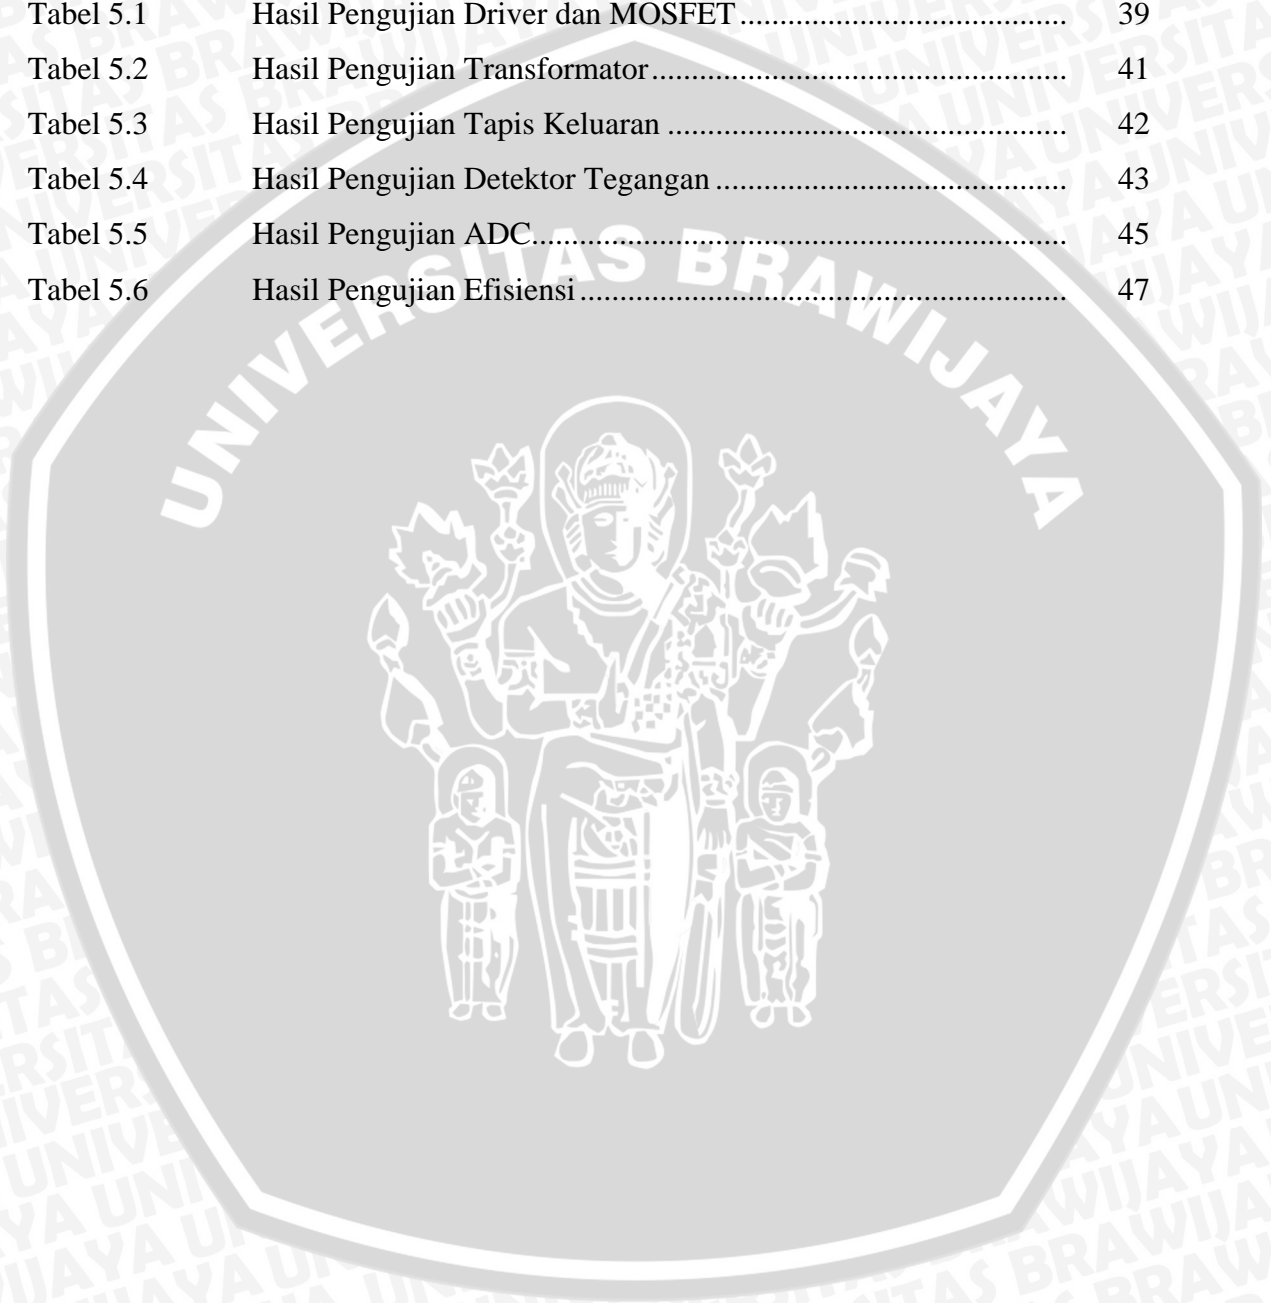 Tabel 5.1 Hasil Pengujian Driver dan MOSFET......................................... 39
Tabel 5.2 Hasil Pengujian Transformator.................................................... 41
Tabel 5.3 Hasil Pengujian Tapis Keluaran .................................................. 42
Tabel 5.4 Hasil Pengujian Detektor Tegangan ............................................ 43
Tabel 5.5 Hasil Pengujian ADC................................................................... 45
Tabel 5.6 Hasil Pengujian Efisiensi............................................................. 47
UNIVERSITAS BRAWIJAYA